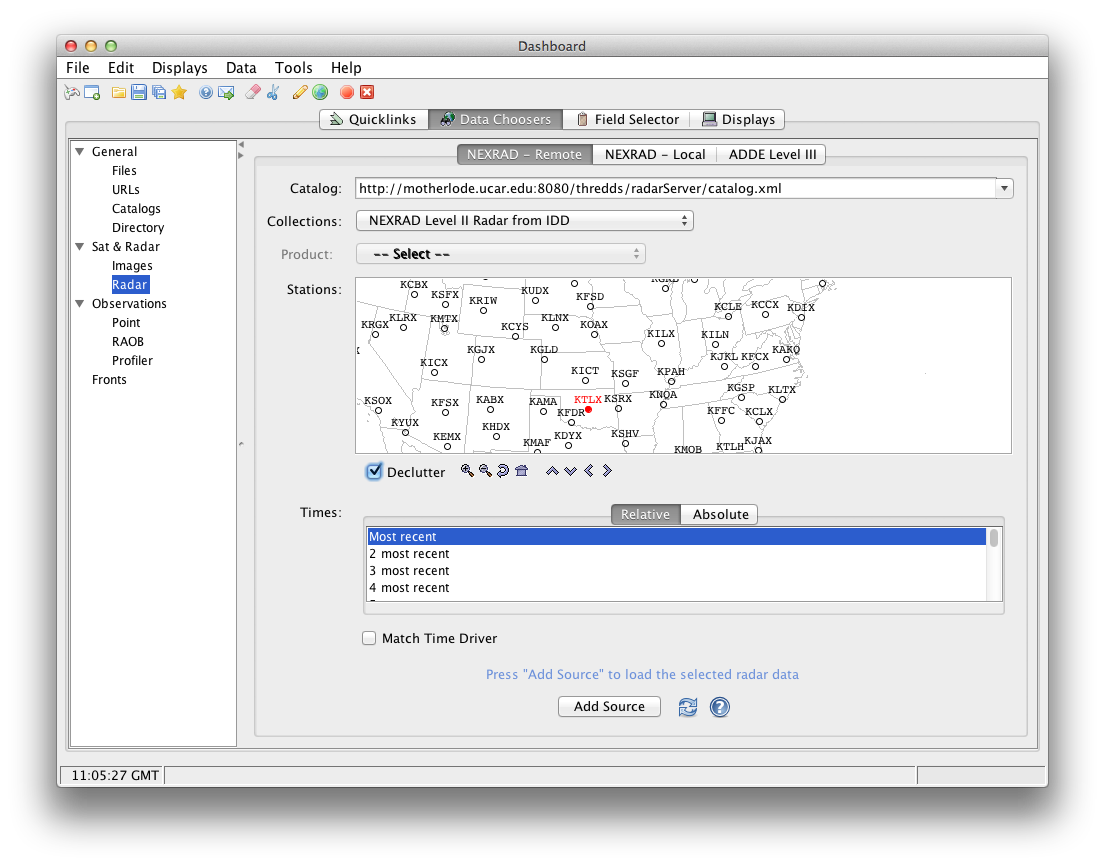 Dashboard
File Edit Displays Data Tools Help
Quicklinks Data Choosers Field Selector Displays
General
Files
URLs
Catalogs
Directory
Sat & Radar
Images
Radar
Observations
Point
RAOB
Profiler
Fronts
NEXRAD - Remote NEXRAD - Local ADDE Level III
Catalog: http://motherlode.ucar.edu:8080/thredds/radarServer/catalog.xml
Collections: NEXRAD Level II Radar from IDD
Product: -- Select --
Stations:
KCBX KSFX KRIW KUDX KFSD KCLE KCCX KDIX
KRGX KLRX KMTX KCYS KLNX KOAX KILX KILN
KICX KGJX KGLD KICT KSGF KPAH KJKL KFCX KAKQ
KSOX KFSX KABX KAMA KTLX KSRX KNQA KGSP KLTX
KYUX KEMX KHDX KFDR KFFC KCLX
KMAF KDYX KSHV KMOB KTLH KJAX
Declutter
Times: Relative Absolute
Most recent
2 most recent
3 most recent
4 most recent
Match Time Driver
Press "Add Source" to load the selected radar data
Add Source
11:05:27 GMT